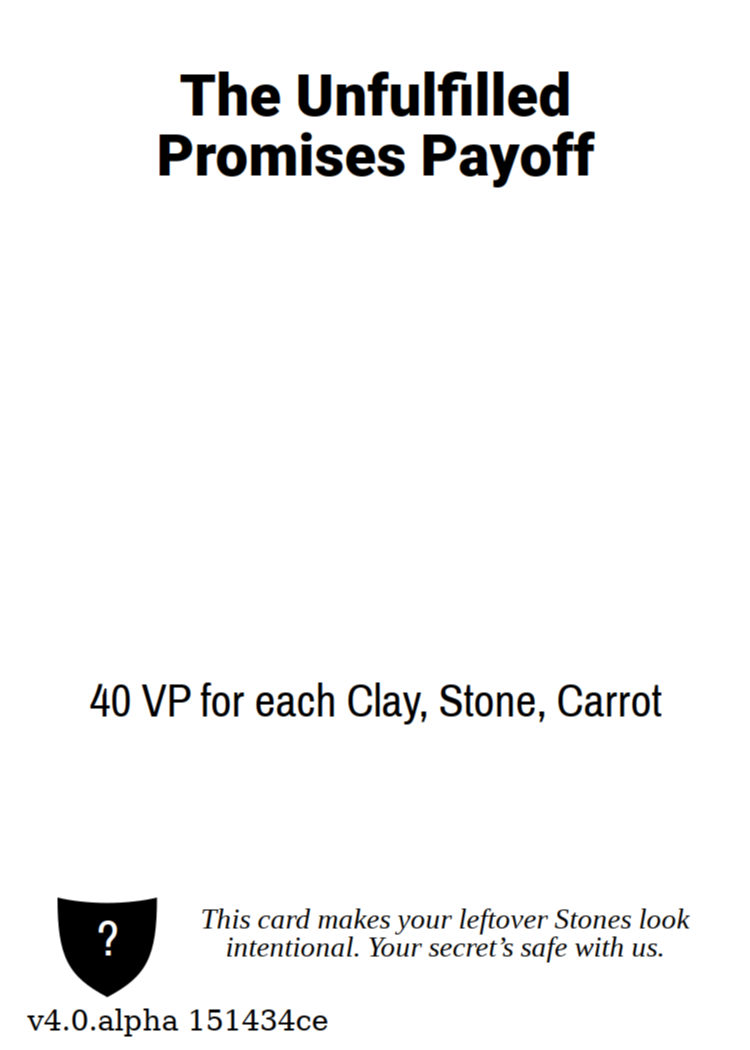 The Unfulfilled
Promises Payoff
40 VP for each Clay, Stone, Carrot
?
This card makes your leftover Stones look
intentional. Your secret’s safe with us.
v4.0.alpha 151434ce